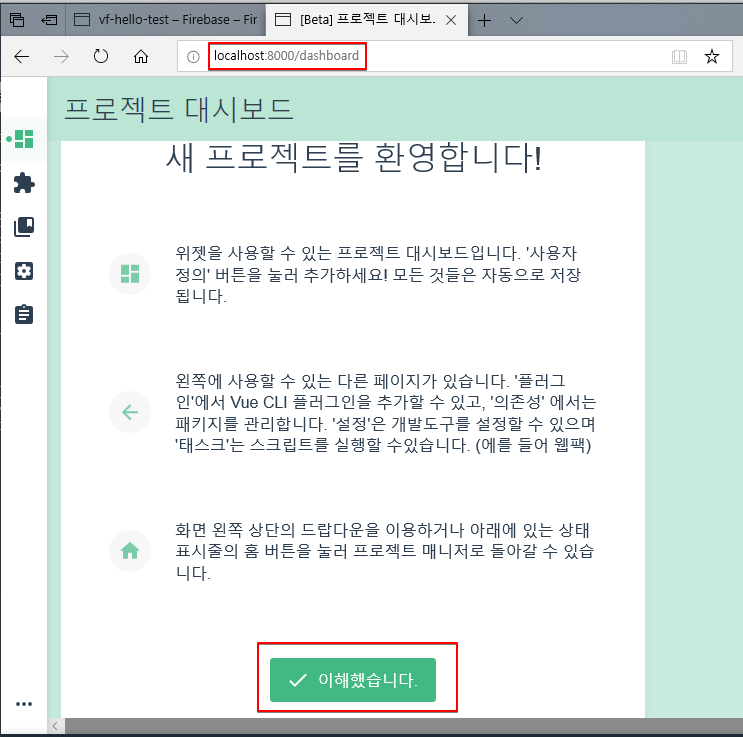 vf-hello-test – Firebase – Fir
[Beta] 프로젝트 대시보.
localhost:8000/dashboard
프로젝트 대시보드
새 프로젝트를 환영합니다!
위젯을 사용할 수 있는 프로젝트 대시보드입니다. '사용자
정의' 버튼을 눌러 추가하세요! 모든 것들은 자동으로 저장
됩니다.
왼쪽에 사용할 수 있는 다른 페이지가 있습니다. '플러그
인'에서 Vue CLI 플러그인을 추가할 수 있고, '의존성' 에서는
패키지를 관리합니다. '설정'은 개발도구를 설정할 수 있으며
'태스크'는 스크립트를 실행할 수있습니다. (에를 들어 웹팩)
화면 왼쪽 상단의 드랍다운을 이용하거나 아래에 있는 상태
표시줄의 홈 버튼을 눌러 프로젝트 매니저로 돌아갈 수 있습
니다.
이해했습니다.